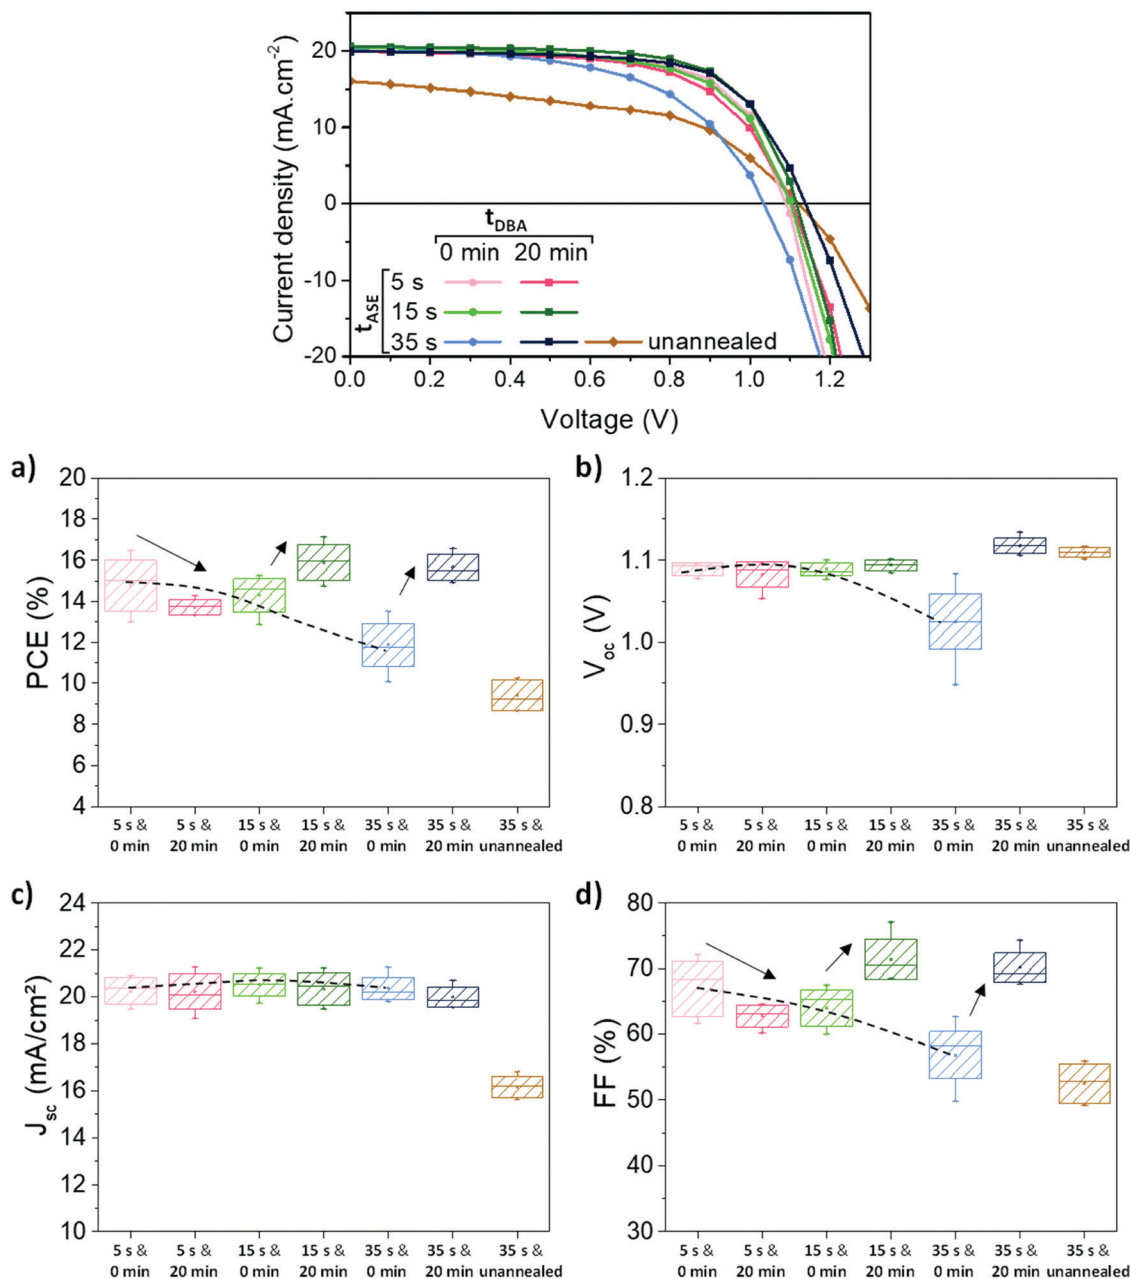 Current density (mA.cm⁻²)
20
10
0
-10
-20
0.0 0.2 0.4 0.6 0.8 1.0 1.2
Voltage (V)
t_DBA
0 min 20 min
t_ASE
5 s
15 s
35 s
unannealed
a)
PCE (%)
20
18
16
14
12
10
8
6
4
5 s & 5 s & 15 s & 15 s & 35 s & 35 s & 35 s &
0 min 20 min 0 min 20 min 0 min 20 min unannealed
b)
V_oc (V)
1.2
1.1
1.0
0.9
0.8
5 s & 5 s & 15 s & 15 s & 35 s & 35 s & 35 s &
0 min 20 min 0 min 20 min 0 min 20 min unannealed
c)
J_sc (mA/cm²)
24
22
20
18
16
14
12
10
5 s & 5 s & 15 s & 15 s & 35 s & 35 s & 35 s &
0 min 20 min 0 min 20 min 0 min 20 min unannealed
d)
FF (%)
80
70
60
50
40
30
5 s & 5 s & 15 s & 15 s & 35 s & 35 s & 35 s &
0 min 20 min 0 min 20 min 0 min 20 min unannealed